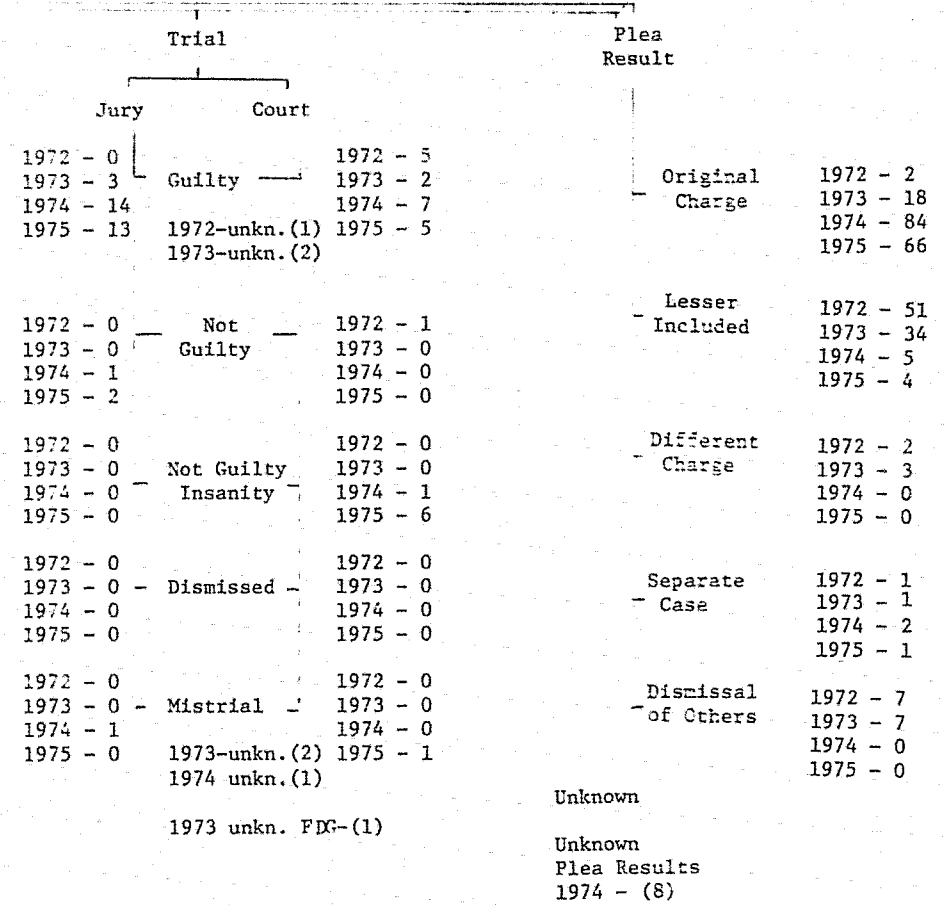 Trial
Plea
Result
Jury Court
1972 - 0 1972 - 5
1973 - 3 Guilty 1973 - 2
1974 - 14 1974 - 7
1975 - 13 1972-unkn.(1) 1975 - 5
1973-unkn.(2)
Original 1972 - 2
Charge 1973 - 18
1974 - 84
1975 - 66
1972 - 0 Not 1972 - 1
1973 - 0 Guilty 1973 - 0
1974 - 1 1974 - 0
1975 - 2 1975 - 0
Lesser 1972 - 51
Included 1973 - 34
1974 - 5
1975 - 4
1972 - 0 1972 - 0
1973 - 0 Not Guilty 1973 - 0
1974 - 0 Insanity 1974 - 1
1975 - 0 1975 - 6
Different 1972 - 2
Charge 1973 - 3
1974 - 0
1975 - 0
1972 - 0 1972 - 0
1973 - 0 - Dismissed - 1973 - 0
1974 - 0 1974 - 0
1975 - 0 1975 - 0
Separate 1972 - 1
Case 1973 - 1
1974 - 2
1975 - 1
1972 - 0 1972 - 0
1973 - 0 - Mistrial 1973 - 0
1974 - 1 1974 - 0
1975 - 0 1973-unkn.(2) 1975 - 1
1974 unkn.(1)
1973 unkn. FDG-(1)
Dismissal 1972 - 7
of Others 1973 - 7
1974 - 0
1975 - 0
Unknown
Unknown
Plea Results
1974 - (8)